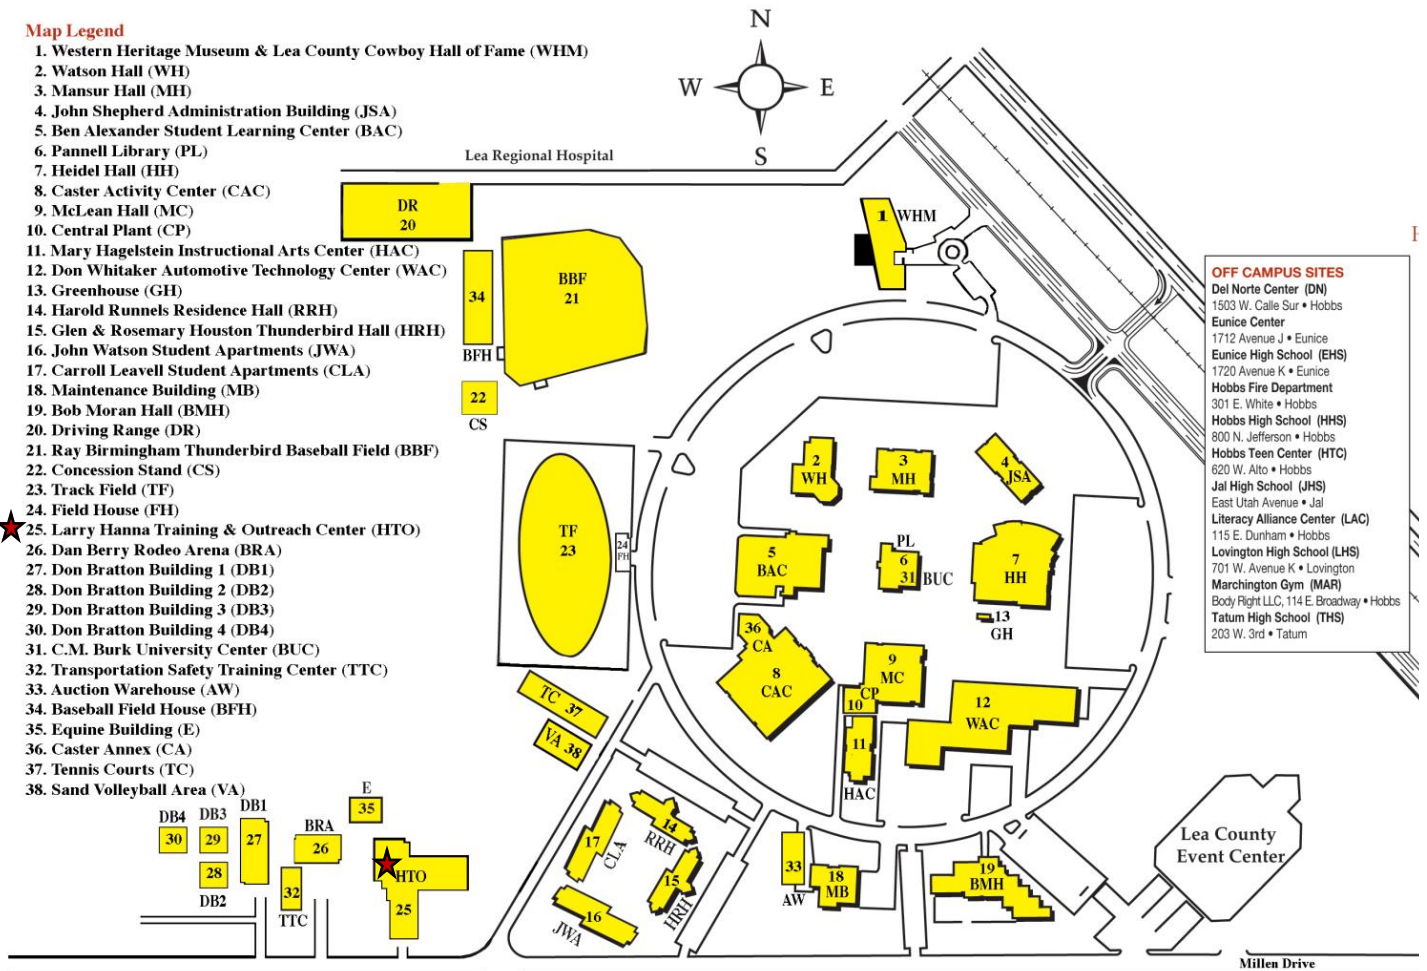 Map Legend
1. Western Heritage Museum & Lea County Cowboy Hall of Fame (WHM)
2. Watson Hall (WH)
3. Mansur Hall (MH)
4. John Shepherd Administration Building (JSA)
5. Ben Alexander Student Learning Center (BAC)
6. Pannell Library (PL)
7. Heidel Hall (HH)
8. Caster Activity Center (CAC)
9. McLean Hall (MC)
10. Central Plant (CP)
11. Mary Hagelstein Instructional Arts Center (HAC)
12. Don Whitaker Automotive Technology Center (WAC)
13. Greenhouse (GH)
14. Harold Runnels Residence Hall (RRH)
15. Glen & Rosemary Houston Thunderbird Hall (HRH)
16. John Watson Student Apartments (JWA)
17. Carroll Leavell Student Apartments (CLA)
18. Maintenance Building (MB)
19. Bob Moran Hall (BMH)
20. Driving Range (DR)
21. Ray Birmingham Thunderbird Baseball Field (BBF)
22. Concession Stand (CS)
23. Track Field (TF)
24. Field House (FH)
25. Larry Hanna Training & Outreach Center (HTO)
26. Dan Berry Rodeo Arena (BRA)
27. Don Bratton Building 1 (DB1)
28. Don Bratton Building 2 (DB2)
29. Don Bratton Building 3 (DB3)
30. Don Bratton Building 4 (DB4)
31. C.M. Burk University Center (BUC)
32. Transportation Safety Training Center (TTC)
33. Auction Warehouse (AW)
34. Baseball Field House (BFH)
35. Equine Building (E)
36. Caster Annex (CA)
37. Tennis Courts (TC)
38. Sand Volleyball Area (VA)
N
W E
S
Lea Regional Hospital
DR
20
1 WHM
34
BFH
BBF
21
22
CS
TF
23
24
FH
2
WH
3
MH
4
JSA
5
BAC
PL
6
31 BUC
7
HH
13
GH
36
CA
8
CAC
9
MC
CP
10
11
HAC
12
WAC
TC 37
VA 38
17
CLA
14
RRH
15
HRH
16
JWA
33
AW
18
MB
19
BMH
Lea County
Event Center
DB4
30
DB3
29
28
DB2
DB1
27
BRA
26
32
TTC
E
35
HTO
25
Millen Drive
H
OFF CAMPUS SITES
Del Norte Center (DN)
1503 W. Calle Sur • Hobbs
Eunice Center
1712 Avenue J • Eunice
Eunice High School (EHS)
1720 Avenue K • Eunice
Hobbs Fire Department
301 E. White • Hobbs
Hobbs High School (HHS)
800 N. Jefferson • Hobbs
Hobbs Teen Center (HTC)
620 W. Alto • Hobbs
Jal High School (JHS)
East Utah Avenue • Jal
Literacy Alliance Center (LAC)
115 E. Dunham • Hobbs
Lovington High School (LHS)
701 W. Avenue K • Lovington
Marchington Gym (MAR)
Body Right LLC, 114 E. Broadway • Hobbs
Tatum High School (THS)
203 W. 3rd • Tatum